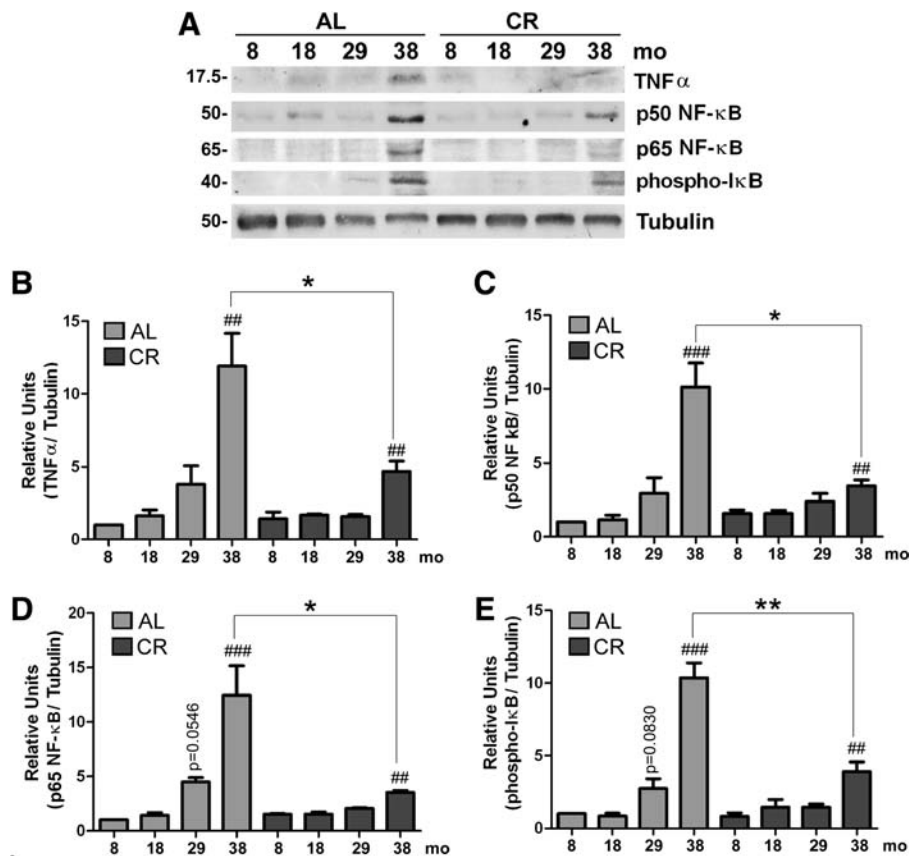 A
AL CR
8 18 29 38 8 18 29 38 mo
17.5- TNFα
50- p50 NF-κB
65- p65 NF-κB
40- phospho-IκB
50- Tubulin
B
Relative Units
(TNFα/ Tubulin)
15
10
5
0
AL
CR
##
*
##
8 18 29 38 8 18 29 38 mo
C
Relative Units
(p50 NF kB/ Tubulin)
15
10
5
0
AL
CR
###
*
##
8 18 29 38 8 18 29 38 mo
D
Relative Units
(p65 NF-κB/ Tubulin)
20
15
10
5
0
AL
CR
p=0.0546
###
*
##
8 18 29 38 8 18 29 38 mo
E
Relative Units
(phospho-IκB/ Tubulin)
15
10
5
0
AL
CR
p=0.0830
###
**
##
8 18 29 38 8 18 29 38 mo